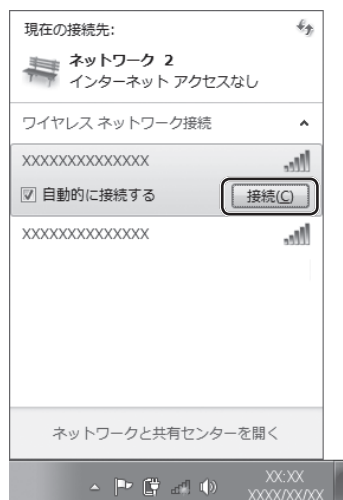 現在の接続先:
ネットワーク 2
インターネット アクセスなし
ワイヤレス ネットワーク接続
XXXXXXXXXXXXXX
自動的に接続する
接続(C)
XXXXXXXXXXXXXX
ネットワークと共有センターを開く
XX:XX
XXXX/XX/XX